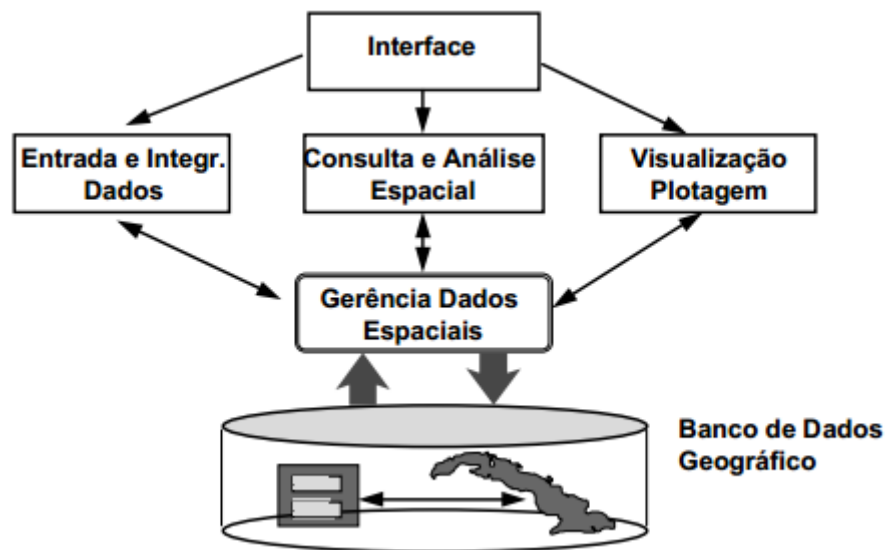 Interface
Entrada e Integr.
Dados
Consulta e Análise
Espacial
Visualização
Plotagem
Gerência Dados
Espaciais
Banco de Dados
Geográfico